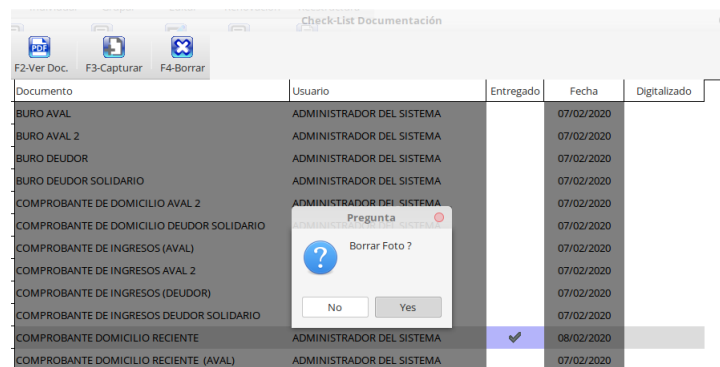 Check-List Documentación
PDF
F2-Ver Doc. F3-Capturar F4-Borrar
Documento Usuario Entregado Fecha Digitalizado
BURO AVAL ADMINISTRADOR DEL SISTEMA 07/02/2020
BURO AVAL 2 ADMINISTRADOR DEL SISTEMA 07/02/2020
BURO DEUDOR ADMINISTRADOR DEL SISTEMA 07/02/2020
BURO DEUDOR SOLIDARIO ADMINISTRADOR DEL SISTEMA 07/02/2020
COMPROBANTE DE DOMICILIO AVAL 2 ADMINISTRADOR DEL SISTEMA 07/02/2020
Pregunta
COMPROBANTE DE DOMICILIO DEUDOR SOLIDARIO ADMINISTRADOR DEL SISTEMA 07/02/2020
COMPROBANTE DE INGRESOS (AVAL) Borrar Foto ? 07/02/2020
COMPROBANTE DE INGRESOS AVAL 2 07/02/2020
COMPROBANTE DE INGRESOS (DEUDOR) 07/02/2020
COMPROBANTE DE INGRESOS DEUDOR SOLIDARIO No Yes 07/02/2020
COMPROBANTE DOMICILIO RECIENTE ADMINISTRADOR DEL SISTEMA 08/02/2020
COMPROBANTE DOMICILIO RECIENTE (AVAL) ADMINISTRADOR DEL SISTEMA 07/02/2020